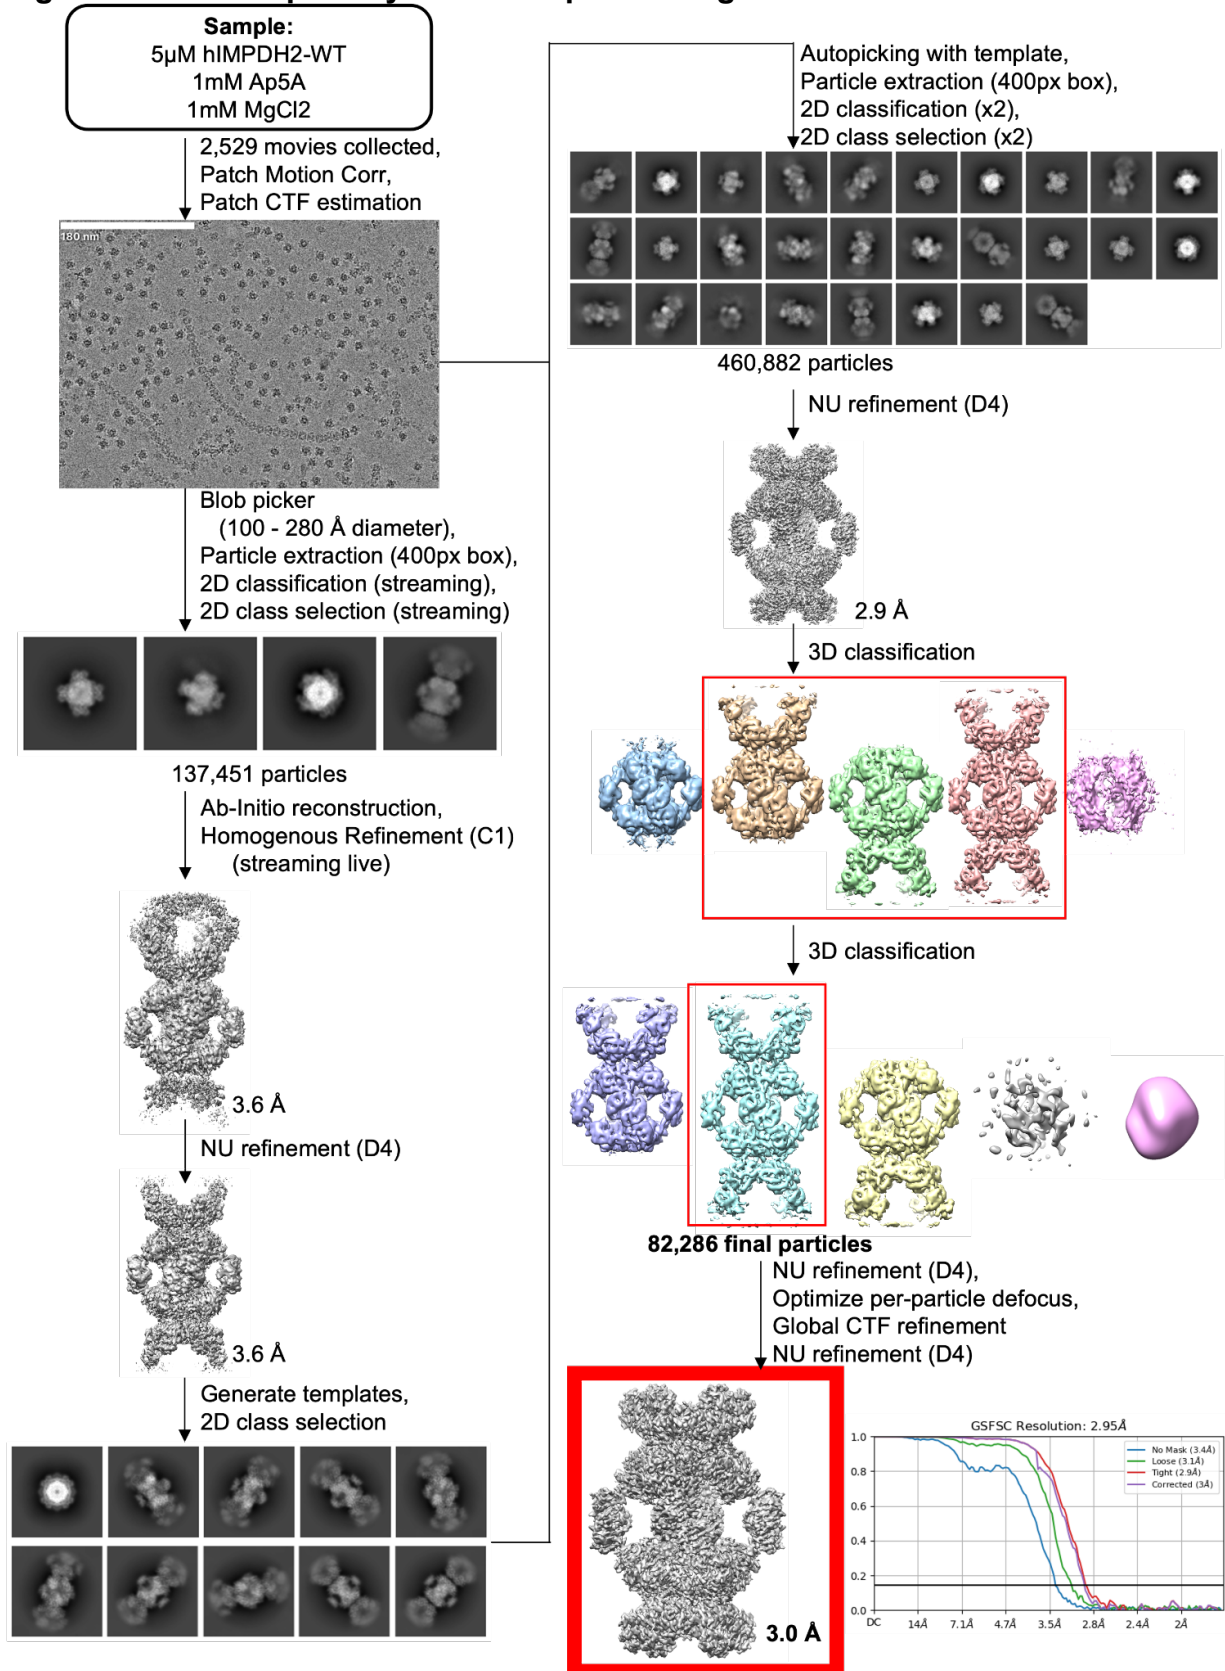 Sample:
5µM hIMPDH2-WT
1mM Ap5A
1mM MgCl2
2,529 movies collected,
Patch Motion Corr,
Patch CTF estimation
180 nm
Blob picker
(100 - 280 Å diameter),
Particle extraction (400px box),
2D classification (streaming),
2D class selection (streaming)
137,451 particles
Ab-Initio reconstruction,
Homogenous Refinement (C1)
(streaming live)
3.6 Å
NU refinement (D4)
3.6 Å
Generate templates,
2D class selection
Autopicking with template,
Particle extraction (400px box),
2D classification (x2),
2D class selection (x2)
460,882 particles
NU refinement (D4)
2.9 Å
3D classification
3D classification
82,286 final particles
NU refinement (D4),
Optimize per-particle defocus,
Global CTF refinement
NU refinement (D4)
3.0 Å
GSFSC Resolution: 2.95Å
No Mask (3.4Å)
Loose (3.1Å)
Tight (2.9Å)
Corrected (3Å)
1.0
0.8
0.6
0.4
0.2
0.0
DC 14Å 7.1Å 4.7Å 3.5Å 2.8Å 2.4Å 2Å